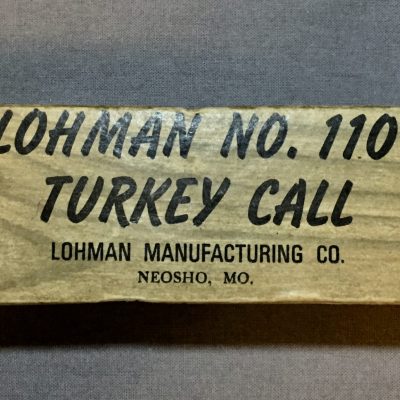 LOHMAN NO. 110
TURKEY CALL
LOHMAN MANUFACTURING CO.
NEOSHO, MO.